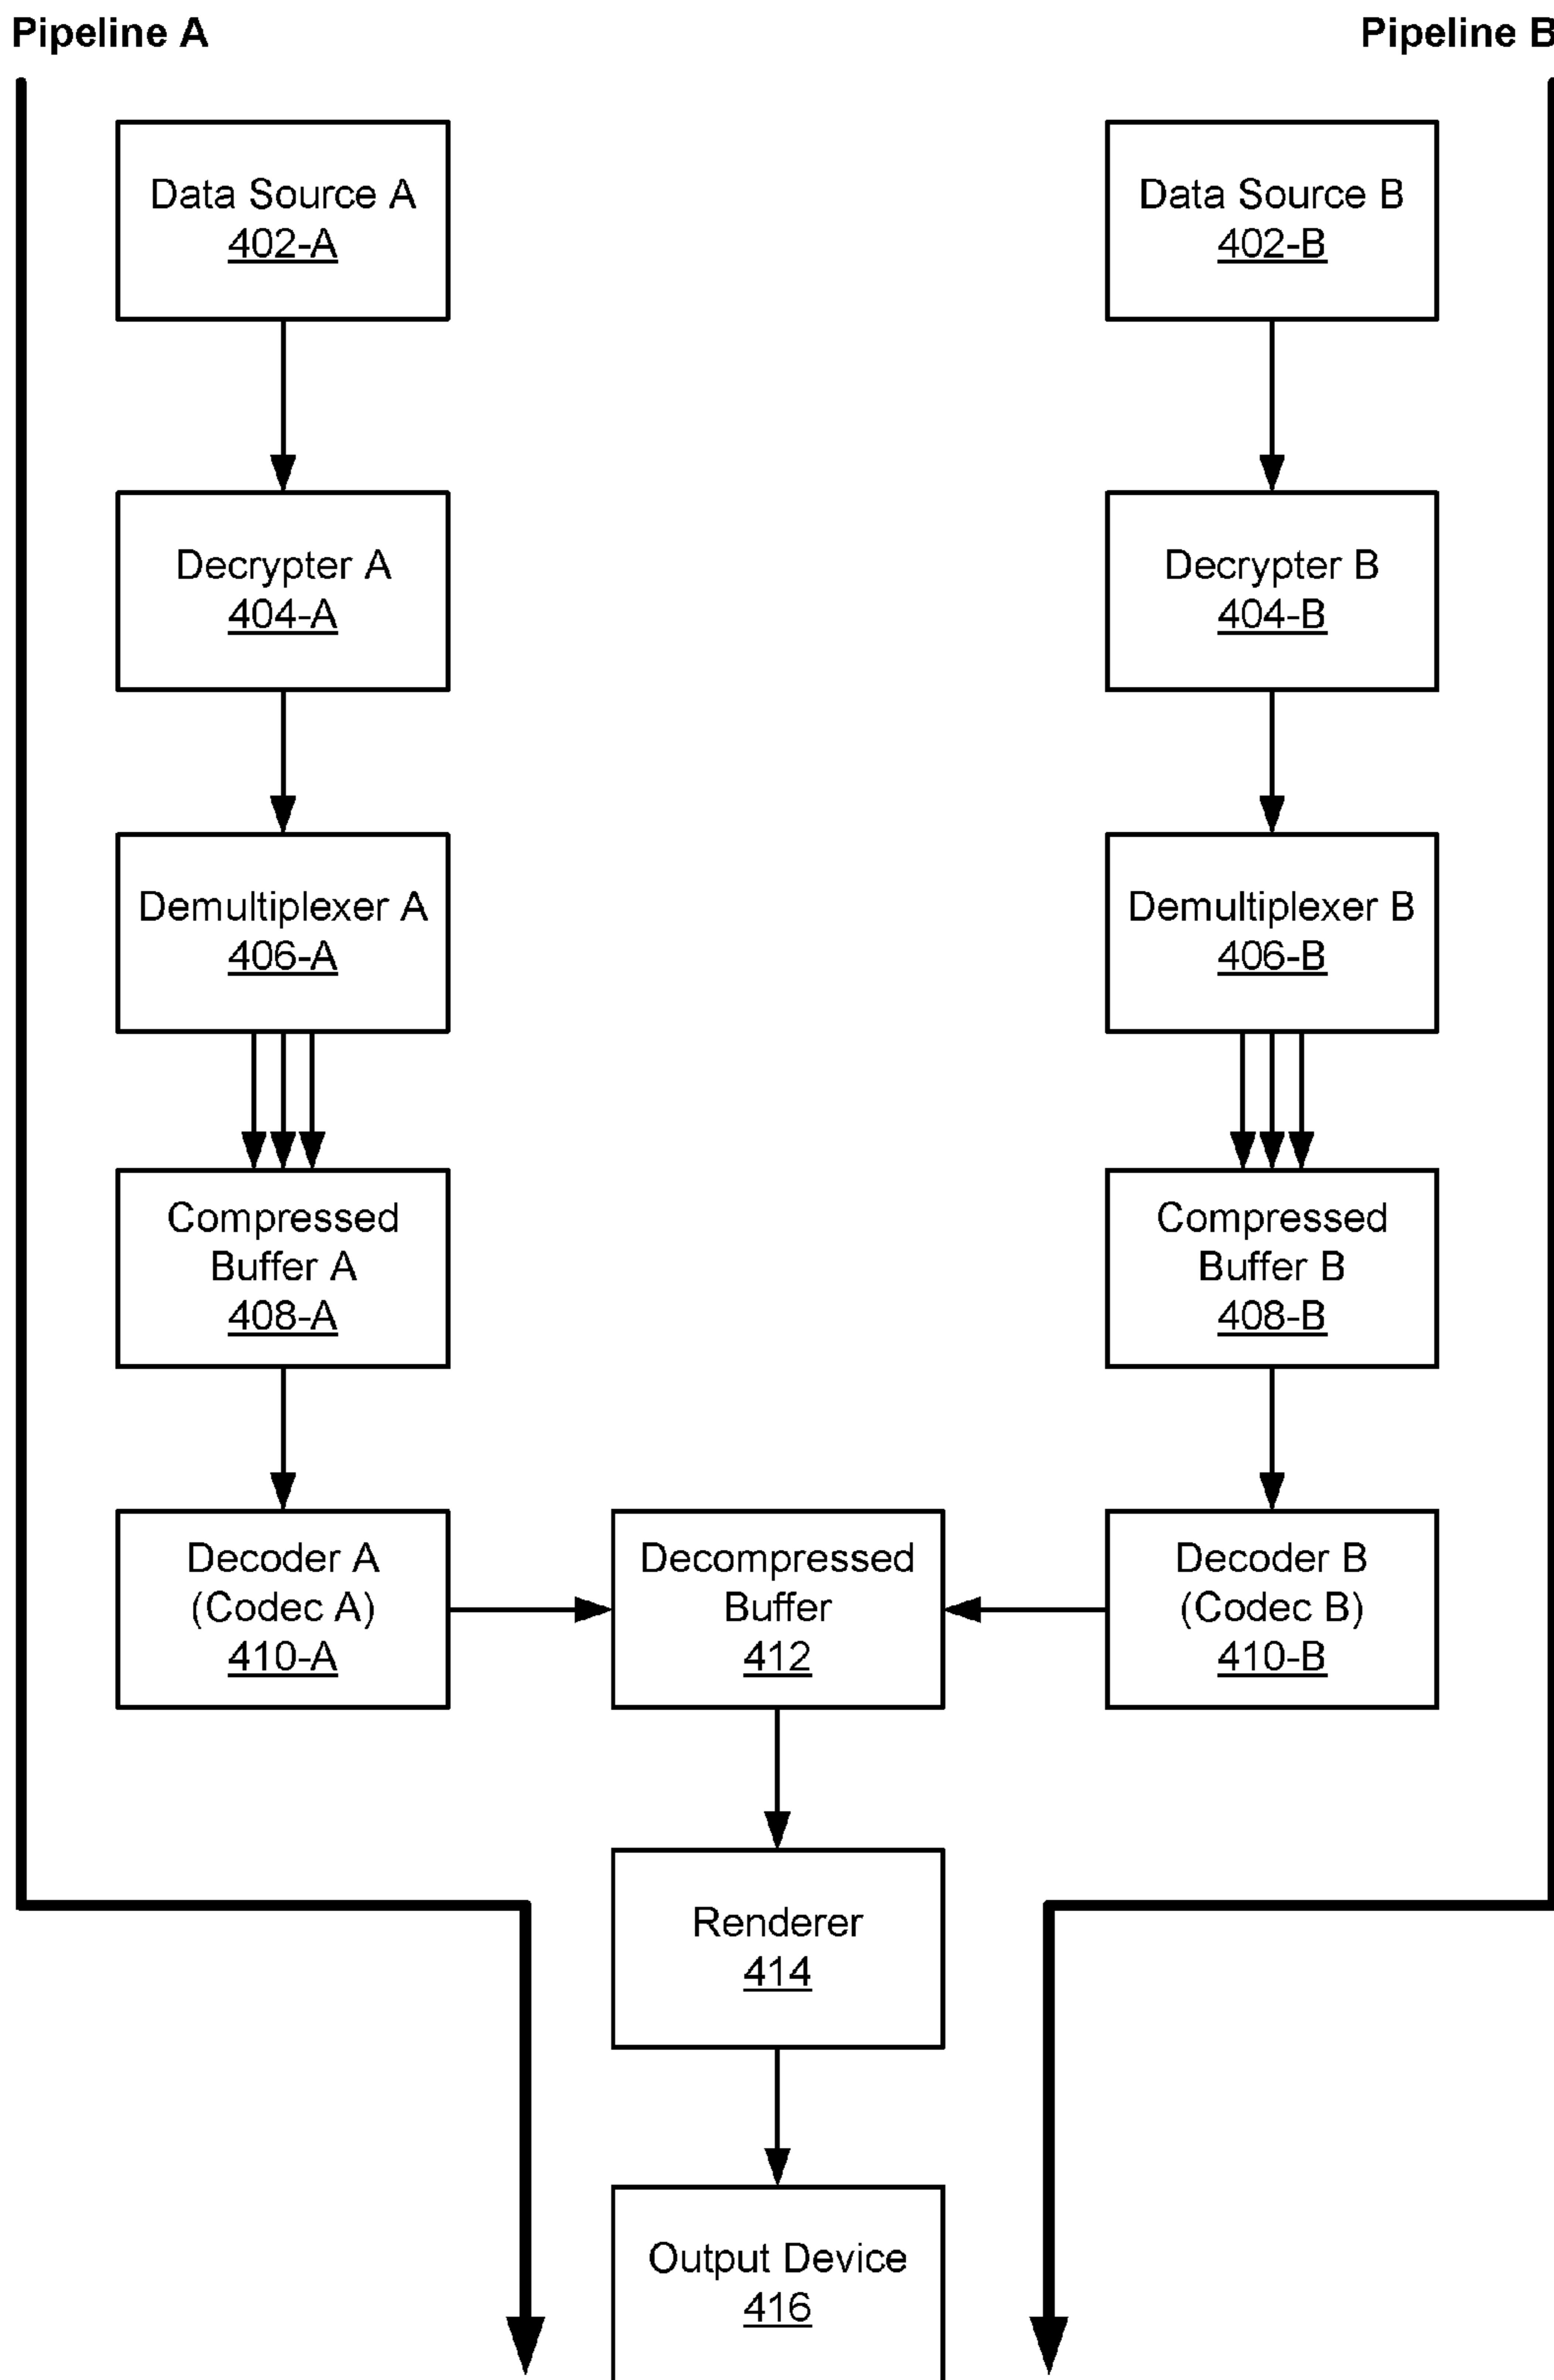 Pipeline A
Pipeline B
Data Source A
402-A
Data Source B
402-B
Decrypter A
404-A
Decrypter B
404-B
Demultiplexer A
406-A
Demultiplexer B
406-B
Compressed
Buffer A
408-A
Compressed
Buffer B
408-B
Decoder A
(Codec A)
410-A
Decompressed
Buffer
412
Decoder B
(Codec B)
410-B
Renderer
414
Output Device
416